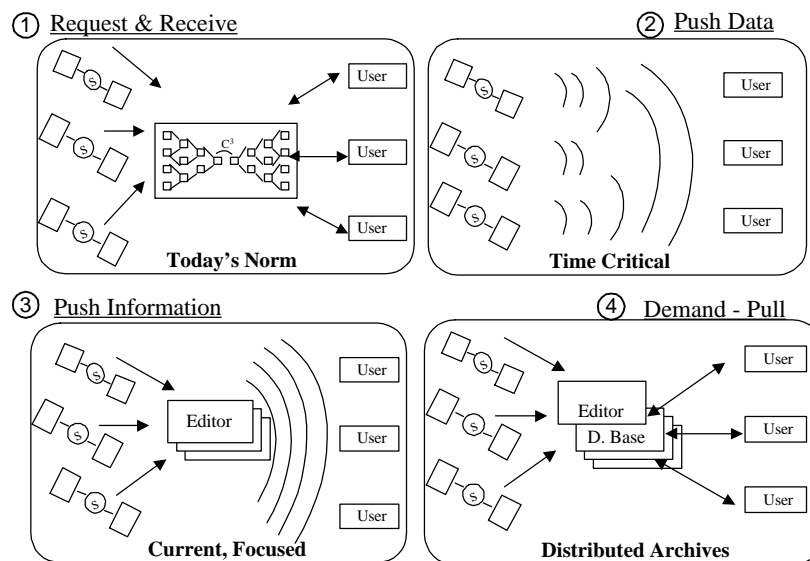 ① Request & Receive
② Push Data
S
S
S
C³
User
User
User
Today's Norm
S
S
S
User
User
User
Time Critical
③ Push Information
④ Demand - Pull
S
S
S
Editor
User
User
User
Current, Focused
S
S
S
Editor
D. Base
User
User
User
Distributed Archives